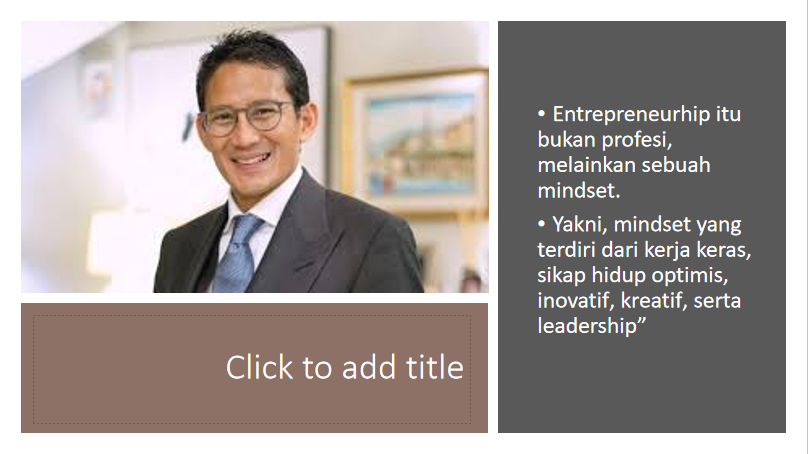 • Entrepreneurhip itu
bukan profesi,
melainkan sebuah
mindset.
• Yakni, mindset yang
terdiri dari kerja keras,
sikap hidup optimis,
inovatif, kreatif, serta
leadership”
Click to add title